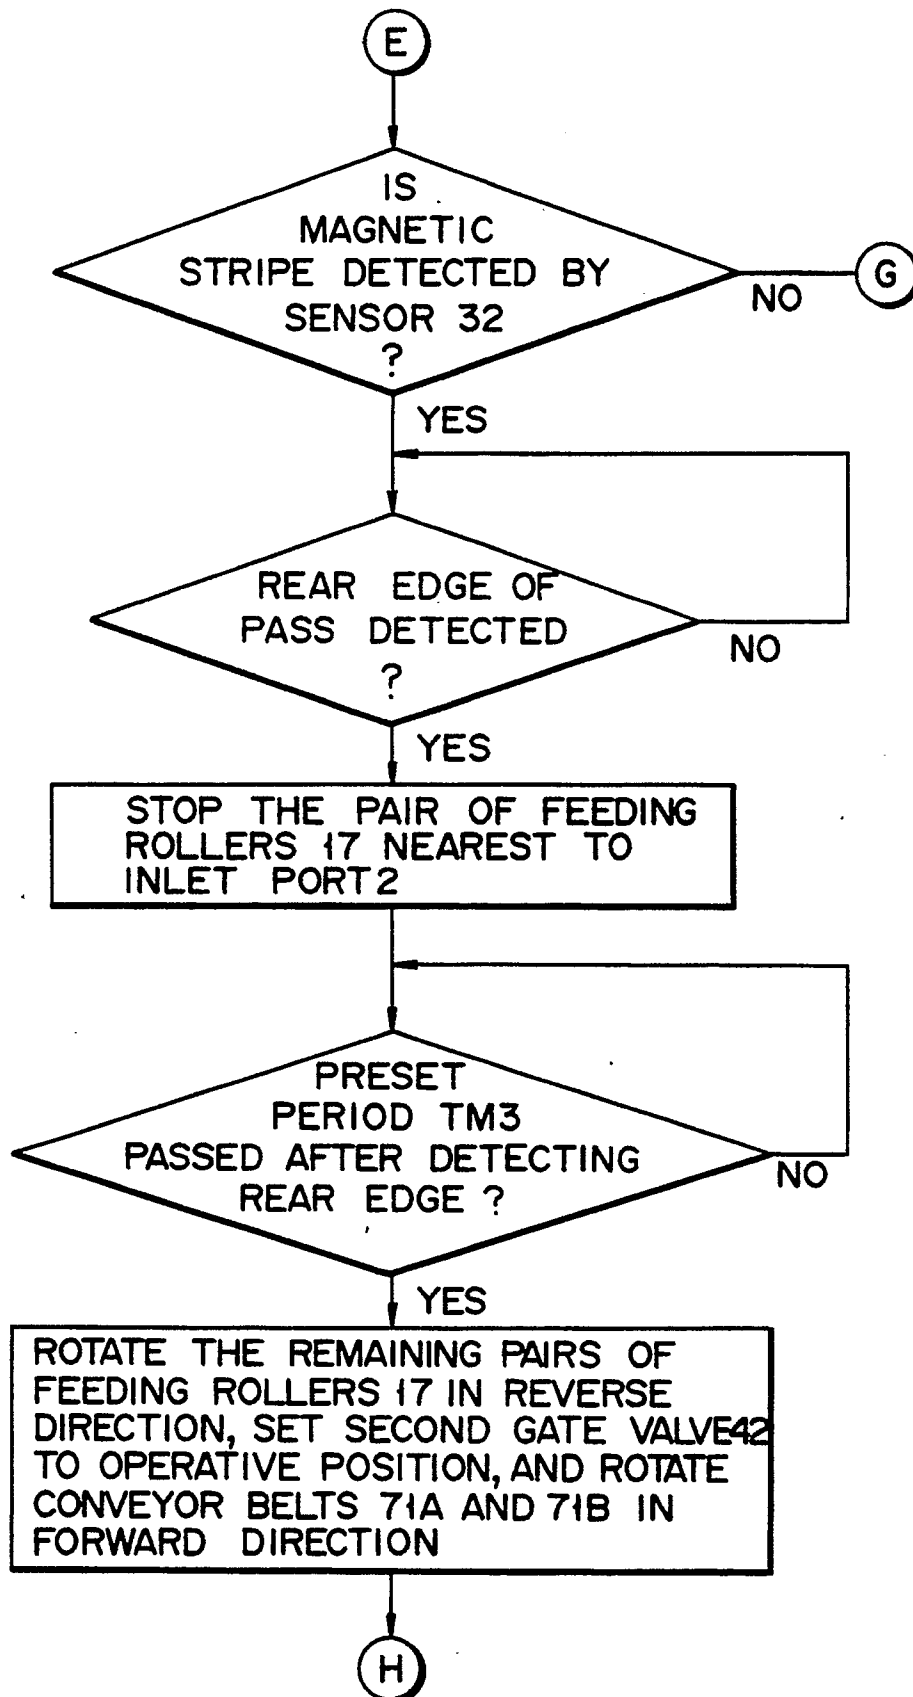 E
IS
MAGNETIC
STRIPE DETECTED BY
SENSOR 32
?
NO
G
YES
REAR EDGE OF
PASS DETECTED
?
NO
YES
STOP THE PAIR OF FEEDING
ROLLERS 17 NEAREST TO
INLET PORT 2
PRESET
PERIOD TM3
PASSED AFTER DETECTING
REAR EDGE ?
NO
YES
ROTATE THE REMAINING PAIRS OF
FEEDING ROLLERS 17 IN REVERSE
DIRECTION, SET SECOND GATE VALVE 42
TO OPERATIVE POSITION, AND ROTATE
CONVEYOR BELTS 71A AND 71B IN
FORWARD DIRECTION
H